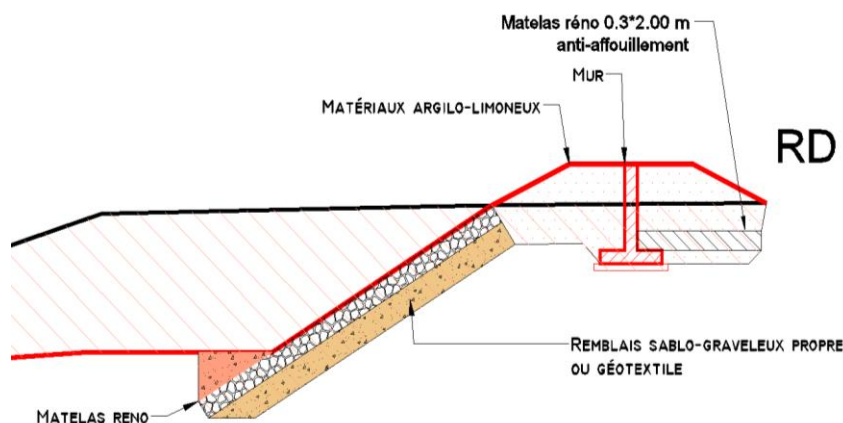 Matelas réno 0.3*2.00 m
anti-affouillement
MUR
MATÉRIAUX ARGILO-LIMONEUX
RD
REMBLAIS SABLO-GRAVELEUX PROPRE
OU GÉOTEXTILE
MATELAS RENO